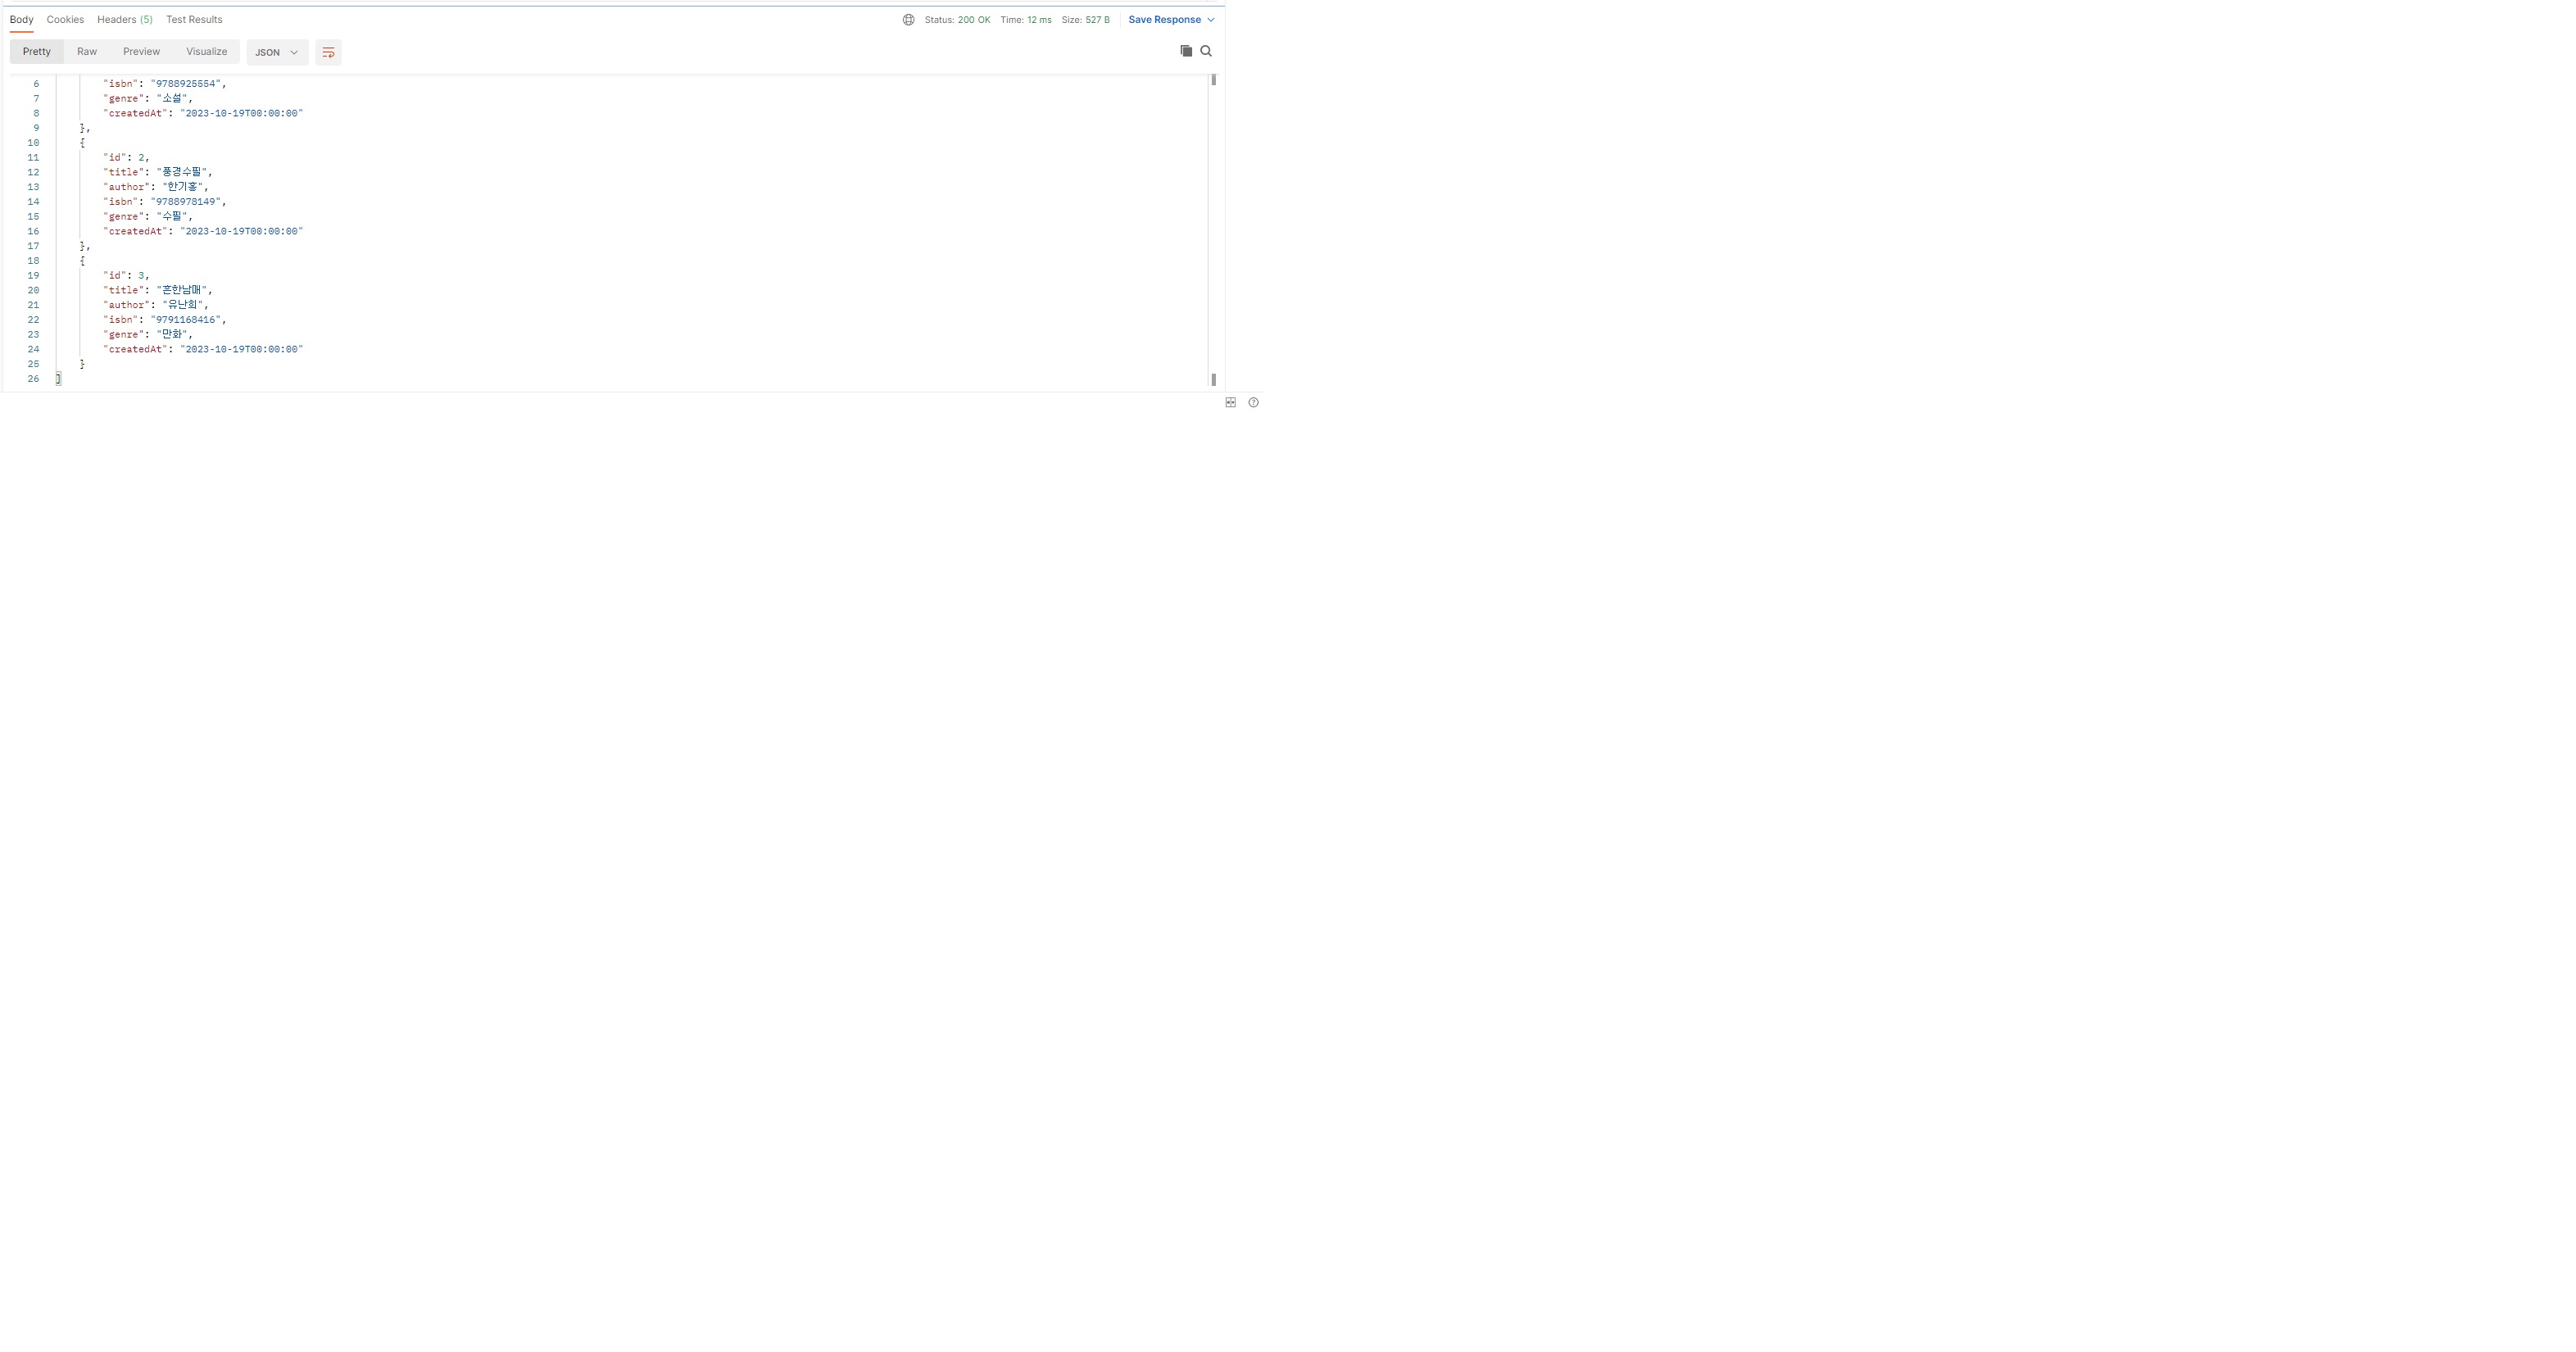 Body Cookies Headers (5) Test Results Status: 200 OK Time: 12 ms Size: 527 B Save Response
Pretty Raw Preview Visualize JSON
6 "isbn": "9788925554",
7 "genre": "소설",
8 "createdAt": "2023-10-19T00:00:00"
9 },
10 {
11 "id": 2,
12 "title": "풍경수필",
13 "author": "한기홍",
14 "isbn": "9788978149",
15 "genre": "수필",
16 "createdAt": "2023-10-19T00:00:00"
17 },
18 {
19 "id": 3,
20 "title": "흔한남매",
21 "author": "유난희",
22 "isbn": "9791168416",
23 "genre": "만화",
24 "createdAt": "2023-10-19T00:00:00"
25 }
26 ]